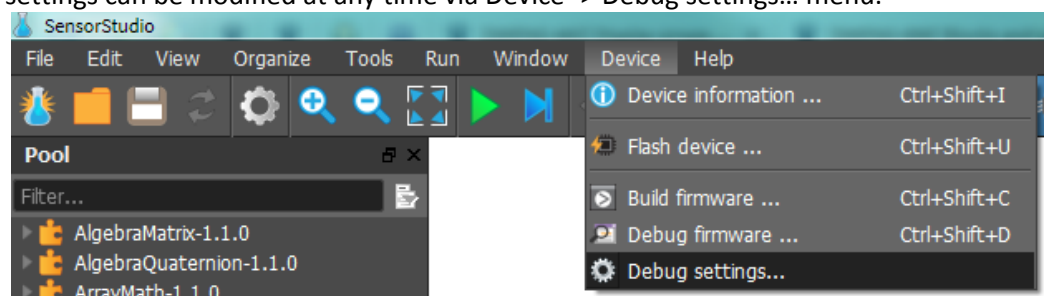 settings can be modified at any time via Device -> Debug settings… menu.
SensorStudio
File Edit View Organize Tools Run Window Device Help
Device information ... Ctrl+Shift+I
Flash device ... Ctrl+Shift+U
Build firmware ... Ctrl+Shift+C
Debug firmware ... Ctrl+Shift+D
Debug settings...
Pool
Filter...
AlgebraMatrix-1.1.0
AlgebraQuaternion-1.1.0
ArrayMath-1.1.0